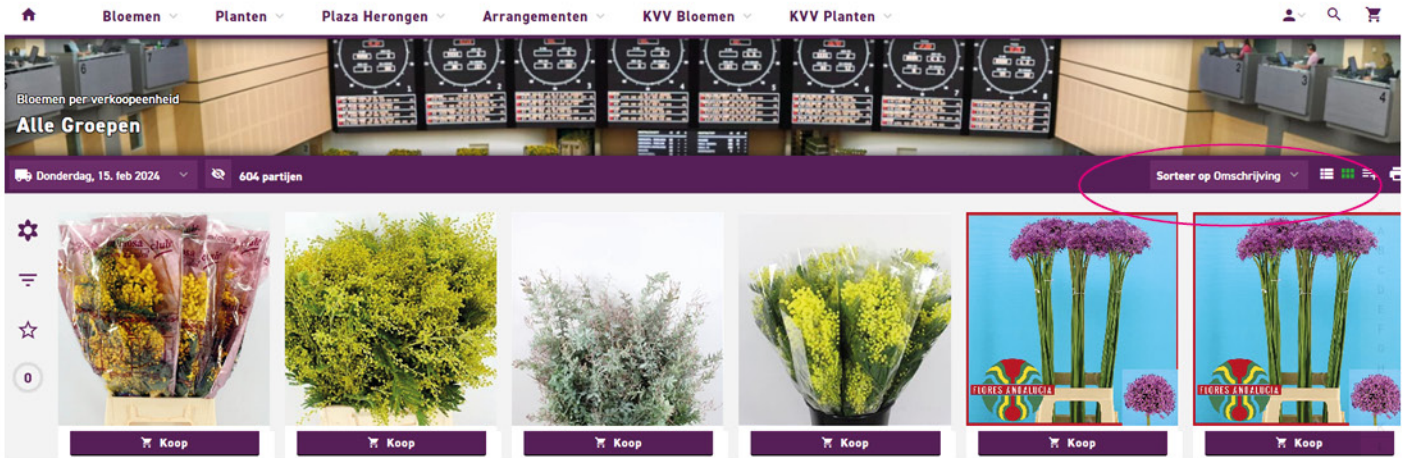 Bloemen Planten Plaza Herongen Arrangementen KVV Bloemen KVV Planten
Bloemen per verkoopeenheid
Alle Groepen
Donderdag, 15. feb 2024 604 partijen Sorteer op Omschrijving
0
FLORES ANDALUCIA FLORES ANDALUCIA
Koop Koop Koop Koop Koop Koop